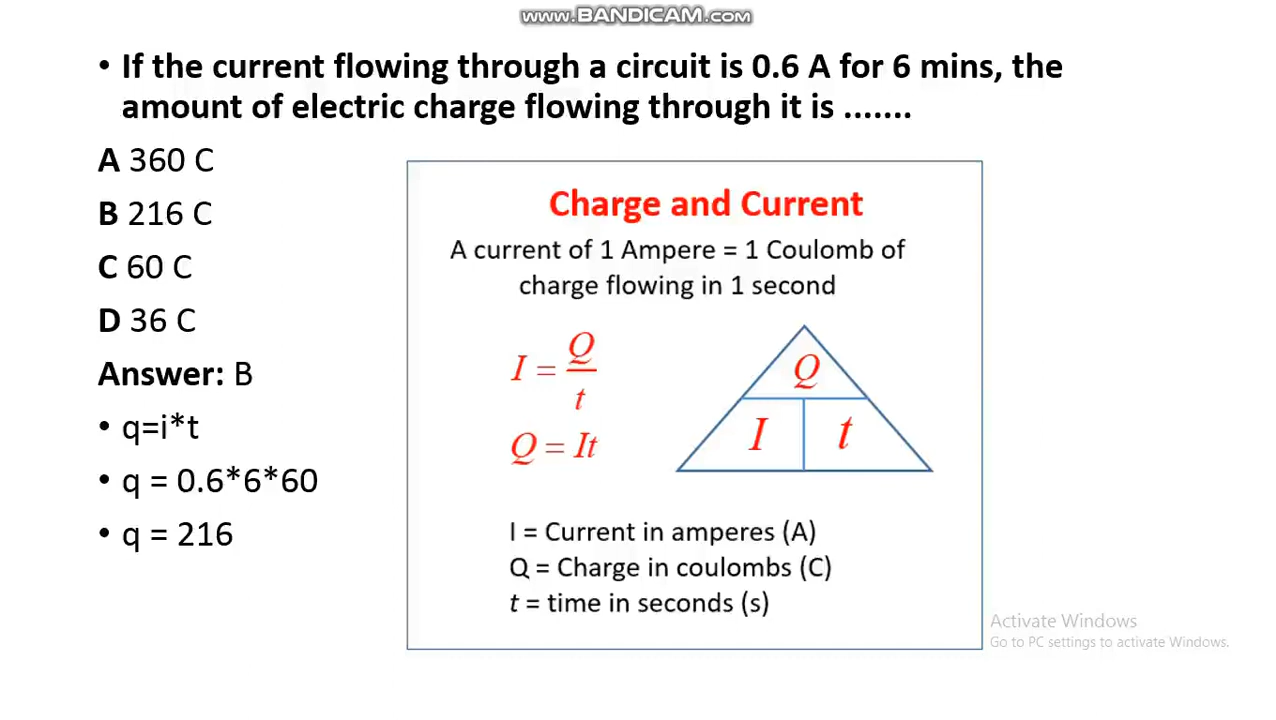 www.BANDICAM.com
• If the current flowing through a circuit is 0.6 A for 6 mins, the
amount of electric charge flowing through it is .......
A 360 C
B 216 C
C 60 C
D 36 C
Answer: B
• q=i*t
• q = 0.6*6*60
• q = 216
Charge and Current
A current of 1 Ampere = 1 Coulomb of
charge flowing in 1 second
I = Q/t
Q = It
Q
I t
I = Current in amperes (A)
Q = Charge in coulombs (C)
t = time in seconds (s)
Activate Windows
Go to PC settings to activate Windows.